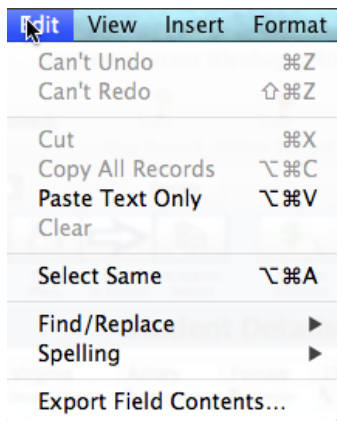 Edit View Insert Format
Can't Undo ⌘Z
Can't Redo ⇧⌘Z
Cut ⌘X
Copy All Records ⌥⌘C
Paste Text Only ⌥⌘V
Clear
Select Same ⌥⌘A
Find/Replace ▶
Spelling ▶
Export Field Contents...